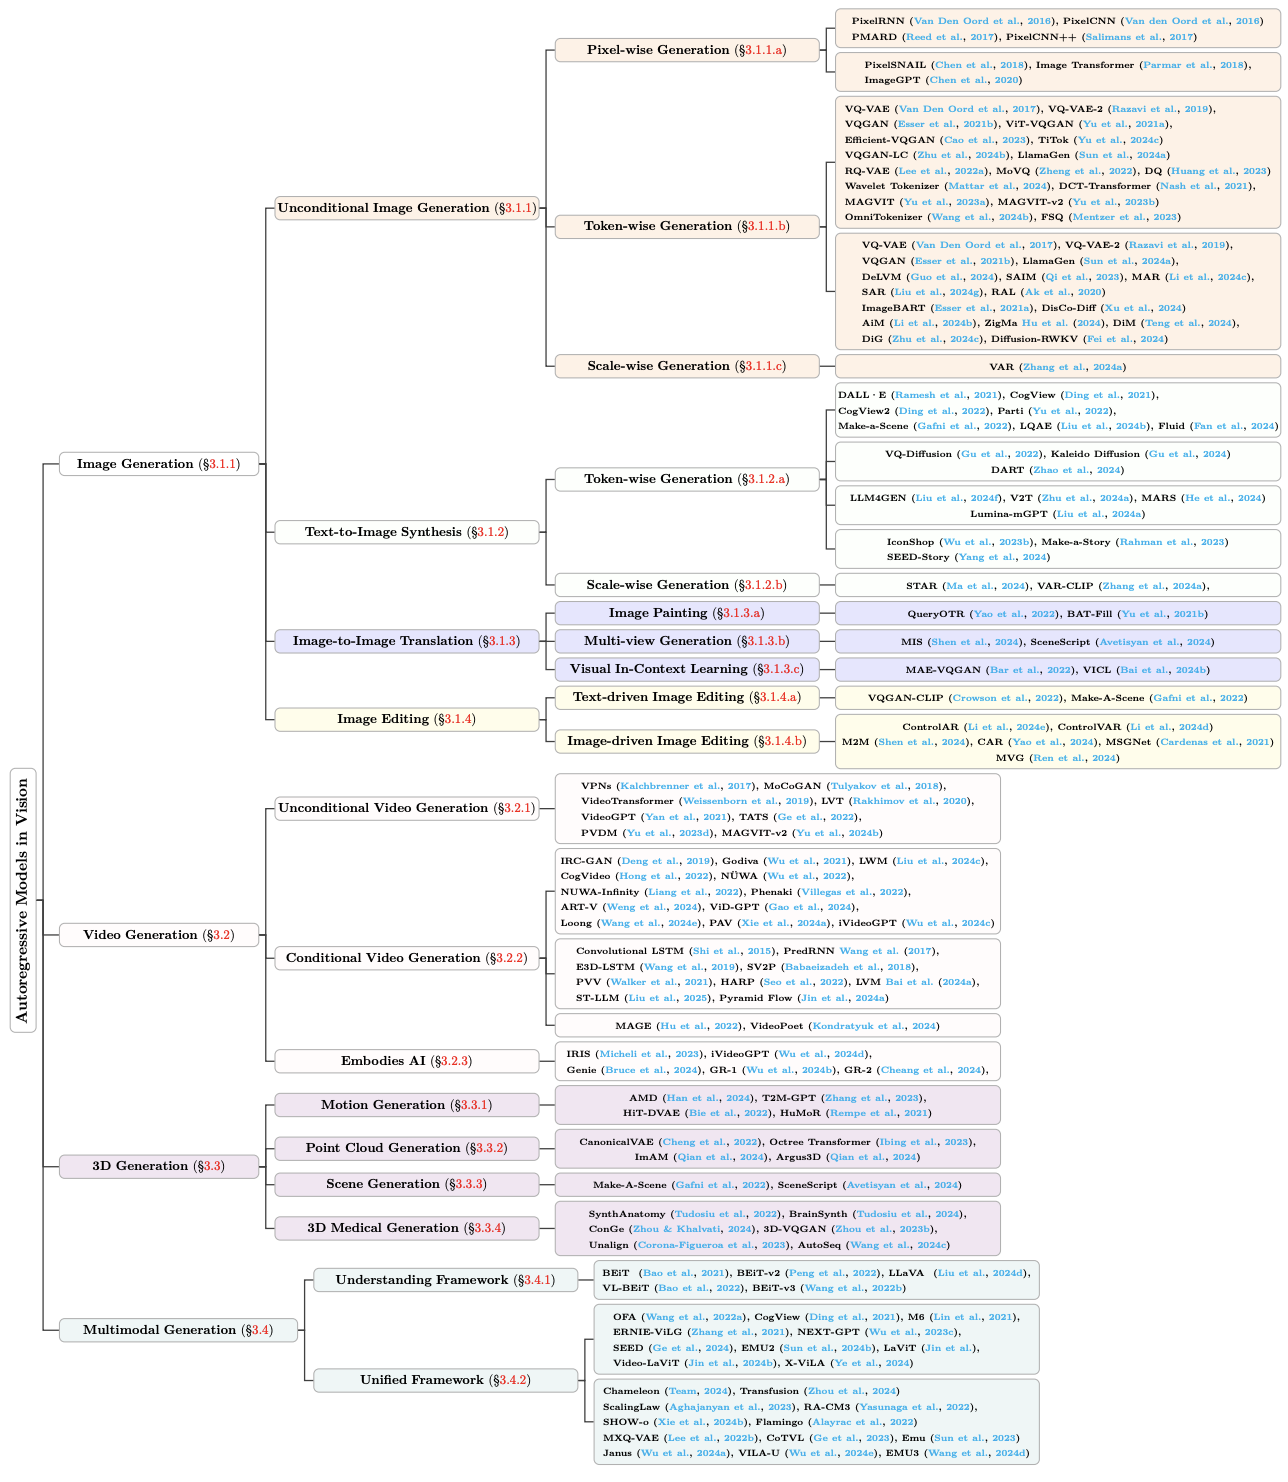 Autoregressive Models in Vision
Image Generation (§3.1.1)
Unconditional Image Generation (§3.1.1)
Pixel-wise Generation (§3.1.1.a)
PixelRNN (Van Den Oord et al., 2016), PixelCNN (Van den Oord et al., 2016)
PMARD (Reed et al., 2017), PixelCNN++ (Salimans et al., 2017)
PixelSNAIL (Chen et al., 2018), Image Transformer (Parmar et al., 2018),
ImageGPT (Chen et al., 2020)
Token-wise Generation (§3.1.1.b)
VQ-VAE (Van Den Oord et al., 2017), VQ-VAE-2 (Razavi et al., 2019),
VQGAN (Esser et al., 2021b), ViT-VQGAN (Yu et al., 2021a),
Efficient-VQGAN (Cao et al., 2023), TiTok (Yu et al., 2024c)
VQGAN-LC (Zhu et al., 2024b), LlamaGen (Sun et al., 2024a)
RQ-VAE (Lee et al., 2022a), MoVQ (Zheng et al., 2022), DQ (Huang et al., 2023)
Wavelet Tokenizer (Mattar et al., 2024), DCT-Transformer (Nash et al., 2021),
MAGVIT (Yu et al., 2023a), MAGVIT-v2 (Yu et al., 2023b)
OmniTokenizer (Wang et al., 2024b), FSQ (Mentzer et al., 2023)
VQ-VAE (Van Den Oord et al., 2017), VQ-VAE-2 (Razavi et al., 2019),
VQGAN (Esser et al., 2021b), LlamaGen (Sun et al., 2024a),
DeLVM (Guo et al., 2024), SAIM (Qi et al., 2023), MAR (Li et al., 2024c),
SAR (Liu et al., 2024g), RAL (Ak et al., 2020)
ImageBART (Esser et al., 2021a), DisCo-Diff (Xu et al., 2024)
AiM (Li et al., 2024b), ZigMa Hu et al. (2024), DiM (Teng et al., 2024),
DiG (Zhu et al., 2024c), Diffusion-RWKV (Fei et al., 2024)
Scale-wise Generation (§3.1.1.c)
VAR (Zhang et al., 2024a)
Text-to-Image Synthesis (§3.1.2)
Token-wise Generation (§3.1.2.a)
DALL · E (Ramesh et al., 2021), CogView (Ding et al., 2021),
CogView2 (Ding et al., 2022), Parti (Yu et al., 2022),
Make-a-Scene (Gafni et al., 2022), LQAE (Liu et al., 2024b), Fluid (Fan et al., 2024)
VQ-Diffusion (Gu et al., 2022), Kaleido Diffusion (Gu et al., 2024)
DART (Zhao et al., 2024)
LLM4GEN (Liu et al., 2024f), V2T (Zhu et al., 2024a), MARS (He et al., 2024)
Lumina-mGPT (Liu et al., 2024a)
IconShop (Wu et al., 2023b), Make-a-Story (Rahman et al., 2023)
SEED-Story (Yang et al., 2024)
Scale-wise Generation (§3.1.2.b)
STAR (Ma et al., 2024), VAR-CLIP (Zhang et al., 2024a),
Image-to-Image Translation (§3.1.3)
Image Painting (§3.1.3.a)
QueryOTR (Yao et al., 2022), BAT-Fill (Yu et al., 2021b)
Multi-view Generation (§3.1.3.b)
MIS (Shen et al., 2024), SceneScript (Avetisyan et al., 2024)
Visual In-Context Learning (§3.1.3.c)
MAE-VQGAN (Bar et al., 2022), VICL (Bai et al., 2024b)
Image Editing (§3.1.4)
Text-driven Image Editing (§3.1.4.a)
VQGAN-CLIP (Crowson et al., 2022), Make-A-Scene (Gafni et al., 2022)
Image-driven Image Editing (§3.1.4.b)
ControlAR (Li et al., 2024e), ControlVAR (Li et al., 2024d)
M2M (Shen et al., 2024), CAR (Yao et al., 2024), MSGNet (Cardenas et al., 2021)
MVG (Ren et al., 2024)
Video Generation (§3.2)
Unconditional Video Generation (§3.2.1)
VPNs (Kalchbrenner et al., 2017), MoCoGAN (Tulyakov et al., 2018),
VideoTransformer (Weissenborn et al., 2019), LVT (Rakhimov et al., 2020),
VideoGPT (Yan et al., 2021), TATS (Ge et al., 2022),
PVDM (Yu et al., 2023d), MAGVIT-v2 (Yu et al., 2024b)
Conditional Video Generation (§3.2.2)
IRC-GAN (Deng et al., 2019), Godiva (Wu et al., 2021), LWM (Liu et al., 2024c),
CogVideo (Hong et al., 2022), NÜWA (Wu et al., 2022),
NUWA-Infinity (Liang et al., 2022), Phenaki (Villegas et al., 2022),
ART-V (Weng et al., 2024), ViD-GPT (Gao et al., 2024),
Loong (Wang et al., 2024e), PAV (Xie et al., 2024a), iVideoGPT (Wu et al., 2024c)
Convolutional LSTM (Shi et al., 2015), PredRNN Wang et al. (2017),
E3D-LSTM (Wang et al., 2019), SV2P (Babaeizadeh et al., 2018),
PVV (Walker et al., 2021), HARP (Seo et al., 2022), LVM Bai et al. (2024a),
ST-LLM (Liu et al., 2025), Pyramid Flow (Jin et al., 2024a)
MAGE (Hu et al., 2022), VideoPoet (Kondratyuk et al., 2024)
Embodies AI (§3.2.3)
IRIS (Micheli et al., 2023), iVideoGPT (Wu et al., 2024d),
Genie (Bruce et al., 2024), GR-1 (Wu et al., 2024b), GR-2 (Cheang et al., 2024),
3D Generation (§3.3)
Motion Generation (§3.3.1)
AMD (Han et al., 2024), T2M-GPT (Zhang et al., 2023),
HiT-DVAE (Bie et al., 2022), HuMoR (Rempe et al., 2021)
Point Cloud Generation (§3.3.2)
CanonicalVAE (Cheng et al., 2022), Octree Transformer (Ibing et al., 2023),
ImAM (Qian et al., 2024), Argus3D (Qian et al., 2024)
Scene Generation (§3.3.3)
Make-A-Scene (Gafni et al., 2022), SceneScript (Avetisyan et al., 2024)
3D Medical Generation (§3.3.4)
SynthAnatomy (Tudosiu et al., 2022), BrainSynth (Tudosiu et al., 2024),
ConGe (Zhou & Khalvati, 2024), 3D-VQGAN (Zhou et al., 2023b),
Unalign (Corona-Figueroa et al., 2023), AutoSeq (Wang et al., 2024c)
Multimodal Generation (§3.4)
Understanding Framework (§3.4.1)
BEiT (Bao et al., 2021), BEiT-v2 (Peng et al., 2022), LLaVA (Liu et al., 2024d),
VL-BEiT (Bao et al., 2022), BEiT-v3 (Wang et al., 2022b)
Unified Framework (§3.4.2)
OFA (Wang et al., 2022a), CogView (Ding et al., 2021), M6 (Lin et al., 2021),
ERNIE-ViLG (Zhang et al., 2021), NEXT-GPT (Wu et al., 2023c),
SEED (Ge et al., 2024), EMU2 (Sun et al., 2024b), LaViT (Jin et al.),
Video-LaViT (Jin et al., 2024b), X-ViLA (Ye et al., 2024)
Chameleon (Team, 2024), Transfusion (Zhou et al., 2024)
ScalingLaw (Aghajanyan et al., 2023), RA-CM3 (Yasunaga et al., 2022),
SHOW-o (Xie et al., 2024b), Flamingo (Alayrac et al., 2022)
MXQ-VAE (Lee et al., 2022b), CoTVL (Ge et al., 2023), Emu (Sun et al., 2023)
Janus (Wu et al., 2024a), VILA-U (Wu et al., 2024e), EMU3 (Wang et al., 2024d)